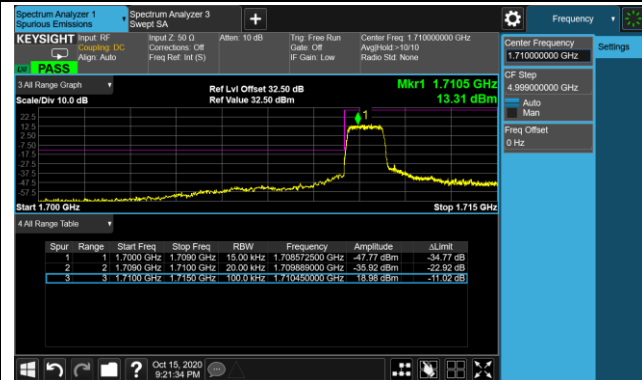 Spectrum Analyzer 1
Spurious Emissions
Spectrum Analyzer 3
Swept SA
Frequency
KEYSIGHT
Input: RF
Coupling: DC
Align: Auto
Input Z: 50 Ω
Corrections: Off
Freq Ref: Int (S)
Atten: 10 dB
Trig: Free Run
Gate: Off
IF Gain: Low
Center Freq: 1.710000000 GHz
Avg|Hold:>10/10
Radio Std: None
PASS
Center Frequency
1.710000000 GHz
Settings
CF Step
4.999000000 GHz
Auto
Man
Freq Offset
0 Hz
3 All Range Graph
Scale/Div 10.0 dB
Ref Lvl Offset 32.50 dB
Ref Value 32.50 dBm
Mkr1 1.7105 GHz
13.31 dBm
1
22.5
12.5
2.50
-7.50
-17.5
-27.5
-37.5
-47.5
-57.5
Start 1.700 GHz
Stop 1.715 GHz
4 All Range Table
Spur Range Start Freq Stop Freq RBW Frequency Amplitude ΔLimit
1 1 1.7000 GHz 1.7090 GHz 15.00 kHz 1.708572500 GHz -47.77 dBm -34.77 dB
2 2 1.7090 GHz 1.7100 GHz 20.00 kHz 1.709889000 GHz -35.92 dBm -22.92 dB
3 3 1.7100 GHz 1.7150 GHz 100.0 kHz 1.710450000 GHz 18.98 dBm -11.02 dB
Oct 15, 2020
9:21:34 PM